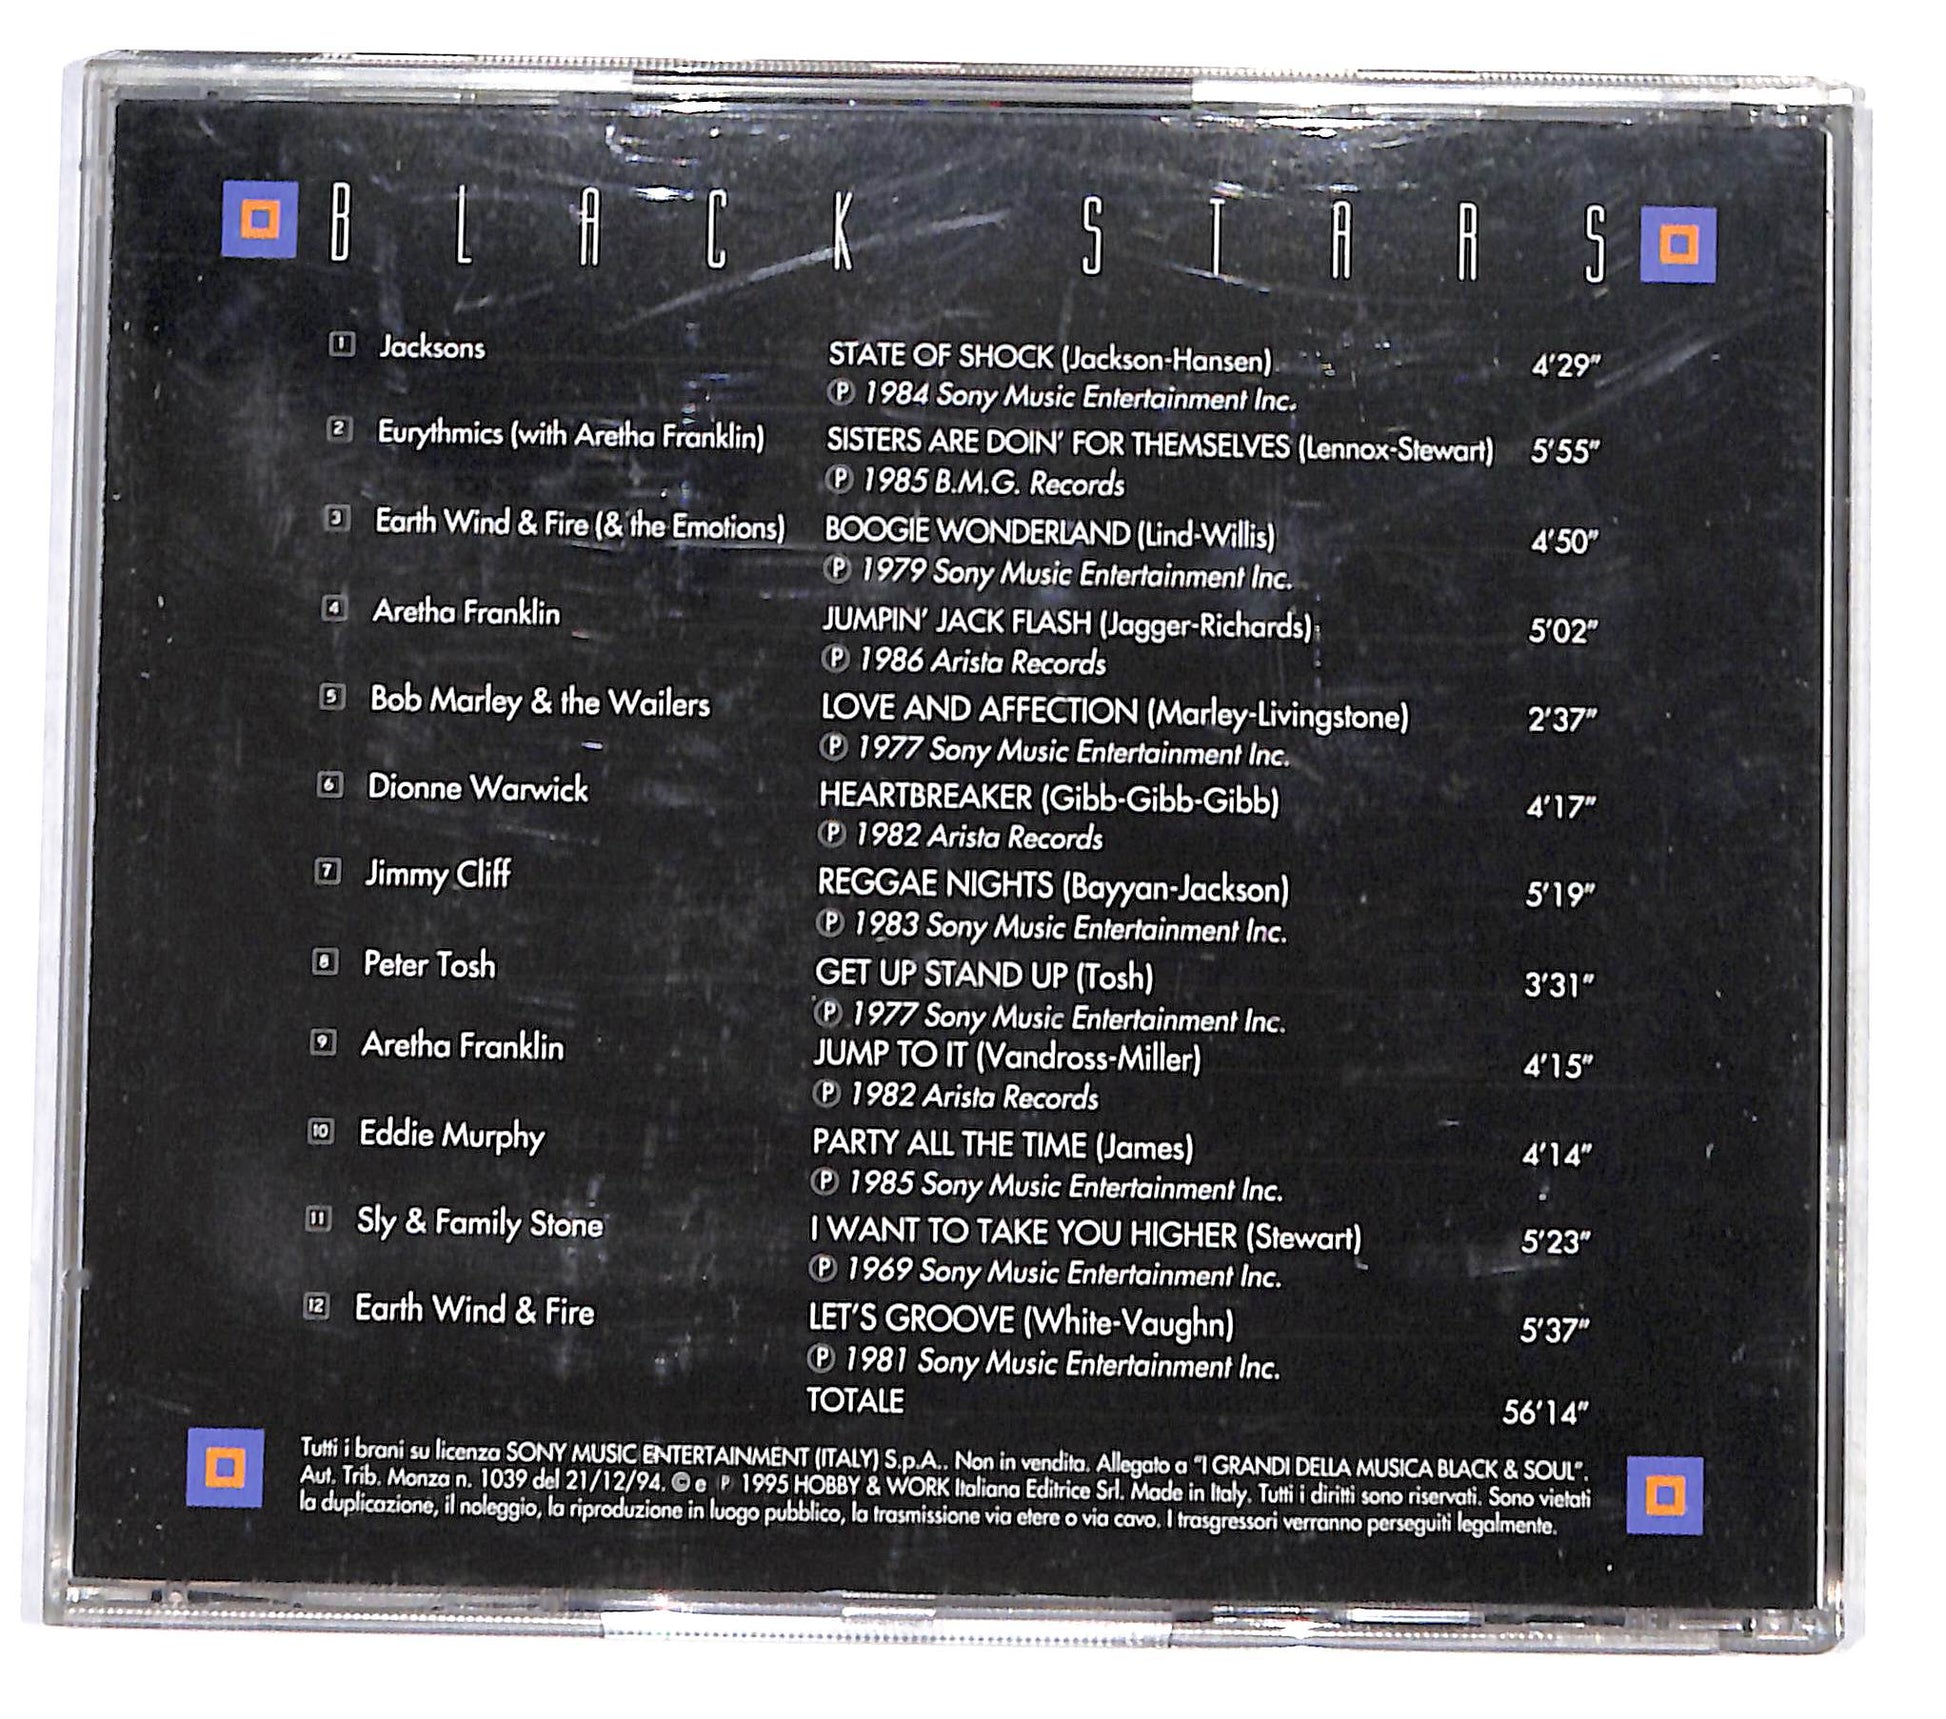 BLACK STARS
1 Jacksons STATE OF SHOCK (Jackson-Hansen) 4'29"
℗ 1984 Sony Music Entertainment Inc.
2 Eurythmics (with Aretha Franklin) SISTERS ARE DOIN' FOR THEMSELVES (Lennox-Stewart) 5'55"
℗ 1985 B.M.G. Records
3 Earth Wind & Fire (& the Emotions) BOOGIE WONDERLAND (Lind-Willis) 4'50"
℗ 1979 Sony Music Entertainment Inc.
4 Aretha Franklin JUMPIN' JACK FLASH (Jagger-Richards) 5'02"
℗ 1986 Arista Records
5 Bob Marley & the Wailers LOVE AND AFFECTION (Marley-Livingstone) 2'37"
℗ 1977 Sony Music Entertainment Inc.
6 Dionne Warwick HEARTBREAKER (Gibb-Gibb-Gibb) 4'17"
℗ 1982 Arista Records
7 Jimmy Cliff REGGAE NIGHTS (Bayyan-Jackson) 5'19"
℗ 1983 Sony Music Entertainment Inc.
8 Peter Tosh GET UP STAND UP (Tosh) 3'31"
℗ 1977 Sony Music Entertainment Inc.
9 Aretha Franklin JUMP TO IT (Vandross-Miller) 4'15"
℗ 1982 Arista Records
10 Eddie Murphy PARTY ALL THE TIME (James) 4'14"
℗ 1985 Sony Music Entertainment Inc.
11 Sly & Family Stone I WANT TO TAKE YOU HIGHER (Stewart) 5'23"
℗ 1969 Sony Music Entertainment Inc.
12 Earth Wind & Fire LET'S GROOVE (White-Vaughn) 5'37"
℗ 1981 Sony Music Entertainment Inc.
TOTALE 56'14"
Tutti i brani su licenza SONY MUSIC ENTERTAINMENT (ITALY) S.p.A.. Non in vendita. Allegato a "I GRANDI DELLA MUSICA BLACK & SOUL".
Aut. Trib. Monza n. 1039 del 21/12/94. © e ℗ 1995 HOBBY & WORK Italiana Editrice Srl. Made in Italy. Tutti i diritti sono riservati. Sono vietati
la duplicazione, il noleggio, la riproduzione in luogo pubblico, la trasmissione via etere o via cavo. I trasgressori verranno perseguiti legalmente.